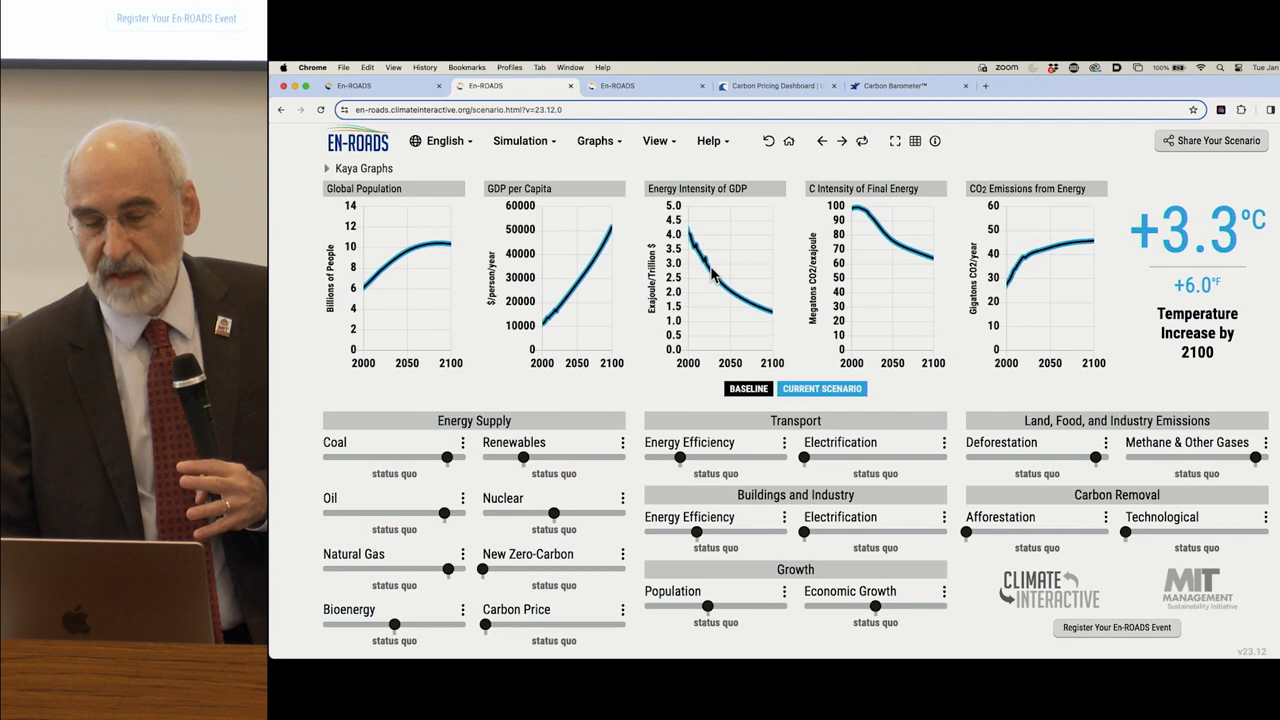 Register Your En-ROADS Event
Chrome File Edit View History Bookmarks Profiles Tab Window Help
zoom 100% Tue Jan
En-ROADS En-ROADS En-ROADS Carbon Pricing Dashboard | Carbon Barometer™
en-roads.climateinteractive.org/scenario.html?v=23.12.0
EN-ROADS English Simulation Graphs View Help Share Your Scenario
Kaya Graphs
Global Population
Billions of People
14
12
10
8
6
4
2
0
2000 2050 2100
GDP per Capita
$/person/year
60000
50000
40000
30000
20000
10000
0
2000 2050 2100
Energy Intensity of GDP
Exajoule/Trillion $
5.0
4.5
4.0
3.5
3.0
2.5
2.0
1.5
1.0
0.5
0.0
2000 2050 2100
C Intensity of Final Energy
Megatons CO2/exajoule
100
90
80
70
60
50
40
30
20
10
0
2000 2050 2100
CO2 Emissions from Energy
Gigatons CO2/year
60
50
40
30
20
10
0
2000 2050 2100
+3.3°C
+6.0°F
Temperature
Increase by
2100
BASELINE CURRENT SCENARIO
Energy Supply
Coal Renewables
status quo status quo
Oil Nuclear
status quo status quo
Natural Gas New Zero-Carbon
status quo status quo
Bioenergy Carbon Price
status quo status quo
Transport
Energy Efficiency Electrification
status quo status quo
Buildings and Industry
Energy Efficiency Electrification
status quo status quo
Growth
Population Economic Growth
status quo status quo
Land, Food, and Industry Emissions
Deforestation Methane & Other Gases
status quo status quo
Carbon Removal
Afforestation Technological
status quo status quo
CLIMATE
INTERACTIVE
MIT
MANAGEMENT
Sustainability Initiative
Register Your En-ROADS Event
v23.12
MIT